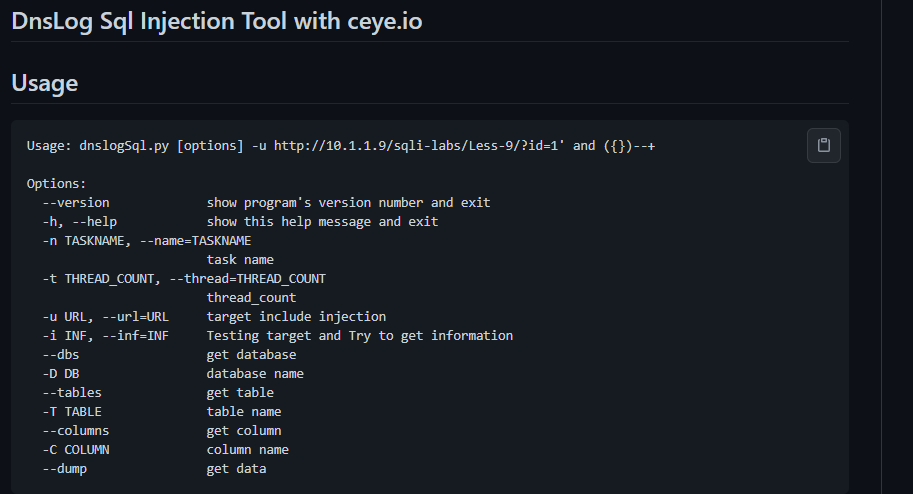 DnsLog Sql Injection Tool with ceye.io
Usage
Usage: dnslogSql.py [options] -u http://10.1.1.9/sqli-labs/Less-9/?id=1' and ({})--+
Options:
--version show program's version number and exit
-h, --help show this help message and exit
-n TASKNAME, --name=TASKNAME
task name
-t THREAD_COUNT, --thread=THREAD_COUNT
thread_count
-u URL, --url=URL target include injection
-i INF, --inf=INF Testing target and Try to get information
--dbs get database
-D DB database name
--tables get table
-T TABLE table name
--columns get column
-C COLUMN column name
--dump get data